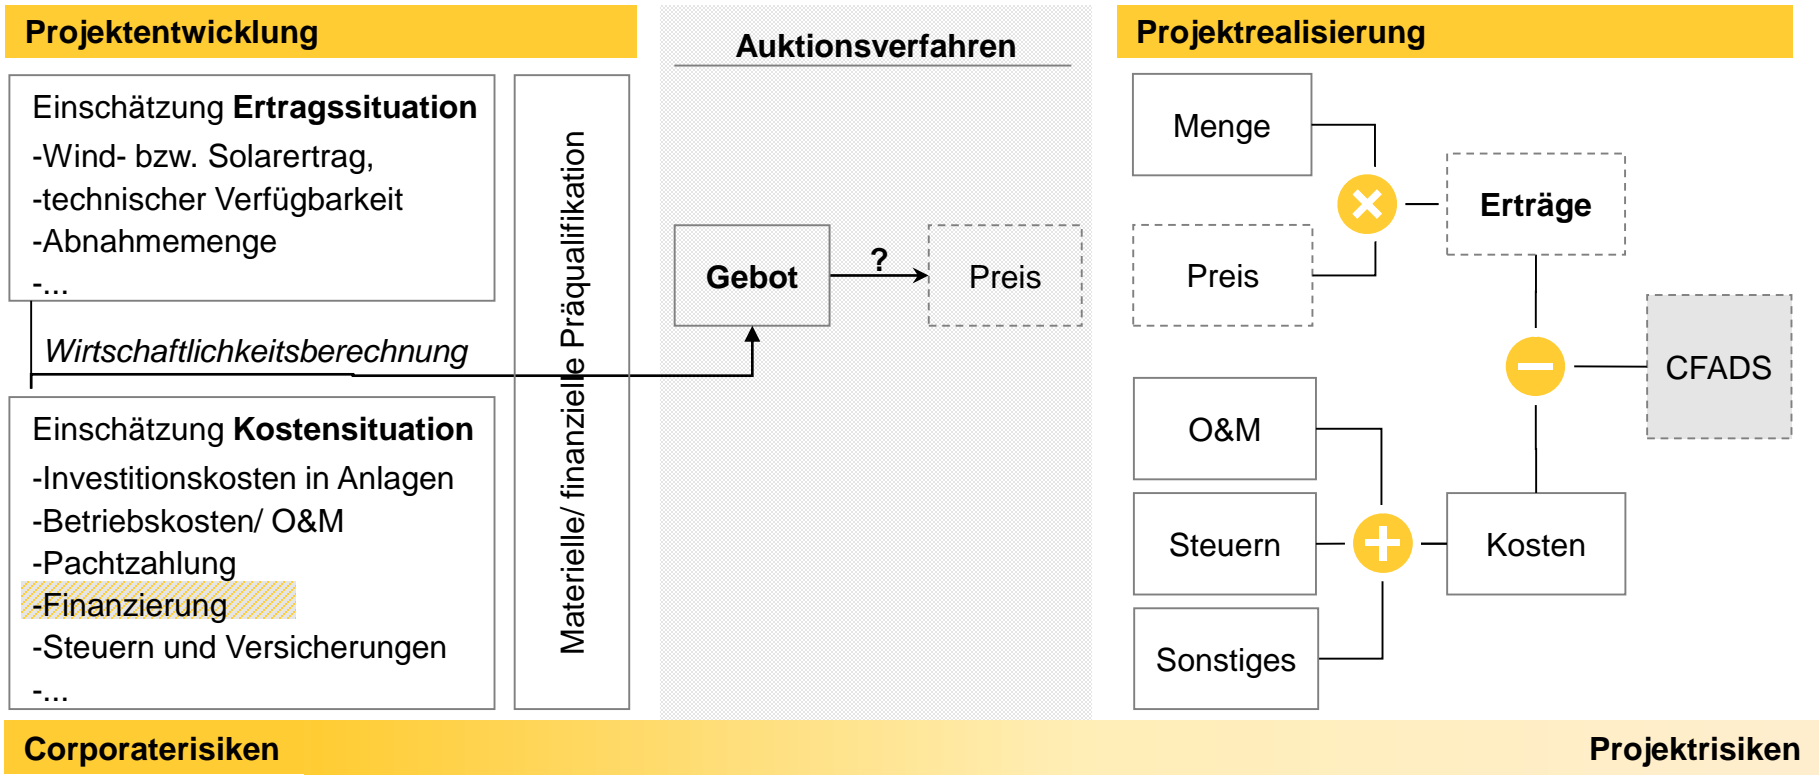 Projektentwicklung
Einschätzung Ertragssituation
-Wind- bzw. Solarertrag,
-technischer Verfügbarkeit
-Abnahmemenge
-...
Wirtschaftlichkeitsberechnung
Einschätzung Kostensituation
-Investitionskosten in Anlagen
-Betriebskosten/ O&M
-Pachtzahlung
-Finanzierung
-Steuern und Versicherungen
-...
Materielle/ finanzielle Präqualifikation
Auktionsverfahren
Gebot
?
Preis
Projektrealisierung
Menge
Preis
Erträge
CFADS
O&M
Steuern
Sonstiges
Kosten
Corporaterisiken
Projektrisiken